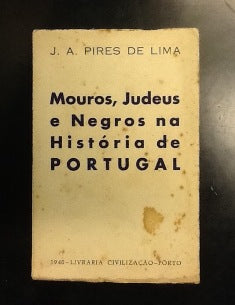 J. A. PIRES DE LIMA
Mouros, Judeus
e Negros na
História de
PORTUGAL
1940 - LIVRARIA CIVILIZAÇÃO - PORTO